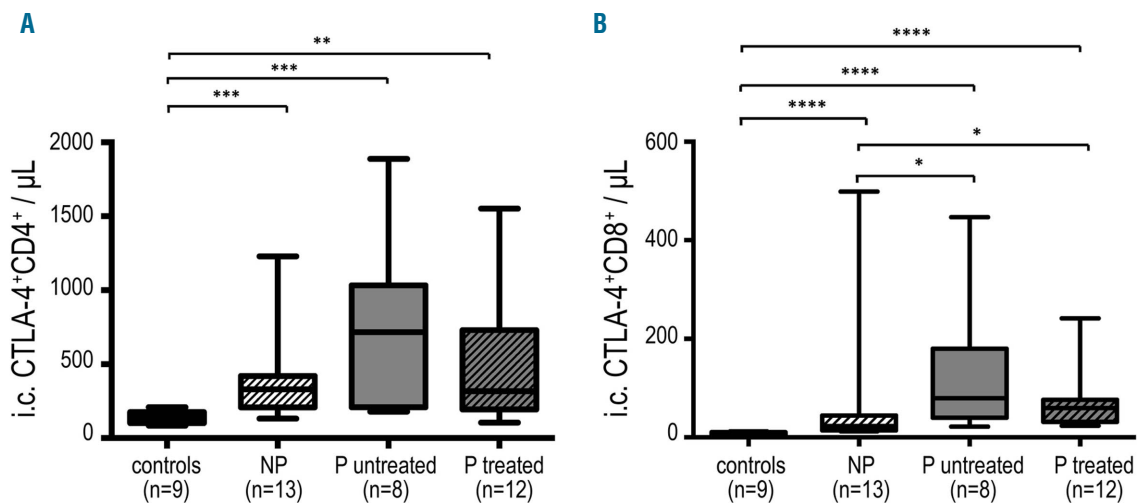 A
**
***
***
i.c. CTLA-4⁺CD4⁺ / µL
2000
1500
1000
500
0
controls
(n=9)
NP
(n=13)
P untreated
(n=8)
P treated
(n=12)
B
****
****
****
*
*
i.c. CTLA-4⁺CD8⁺ / µL
600
400
200
0
controls
(n=9)
NP
(n=13)
P untreated
(n=8)
P treated
(n=12)